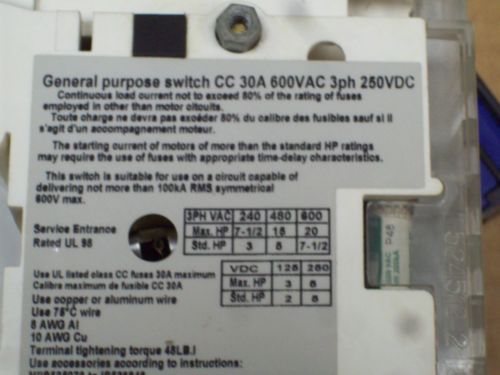 General purpose switch CC 30A 600VAC 3ph 250VDC
Continuous load current not to exceed 80% of the rating of fuses
employed in other than motor circuits.
Toute charge ne devra pas exoéder 80% du calibre des fusibles sauf si il
s'agit d'un accompagnement moteur.
The starting current of motors of more than the standard HP ratings
may require the use of fuses with appropriate time-delay characteristics.
This switch is suitable for use on a circuit capable of
delivering not more than 100kA RMS symmetrical
600V max.
Service Entrance
Rated UL 98
3PH VAC 240 480 600
Max. HP 7-1/2 15 20
Std. HP 3 5 7-1/2
Use UL listed class CC fuses 30A maximum
Calibre maximum de fusible CC 30A
VDC 125 250
Max. HP 3 5
Std. HP 2 5
Use copper or aluminum wire
Use 75°C wire
8 AWG Al
10 AWG Cu
Terminal tightening torque 48LB.I
Use accessories according to instructions:
P48